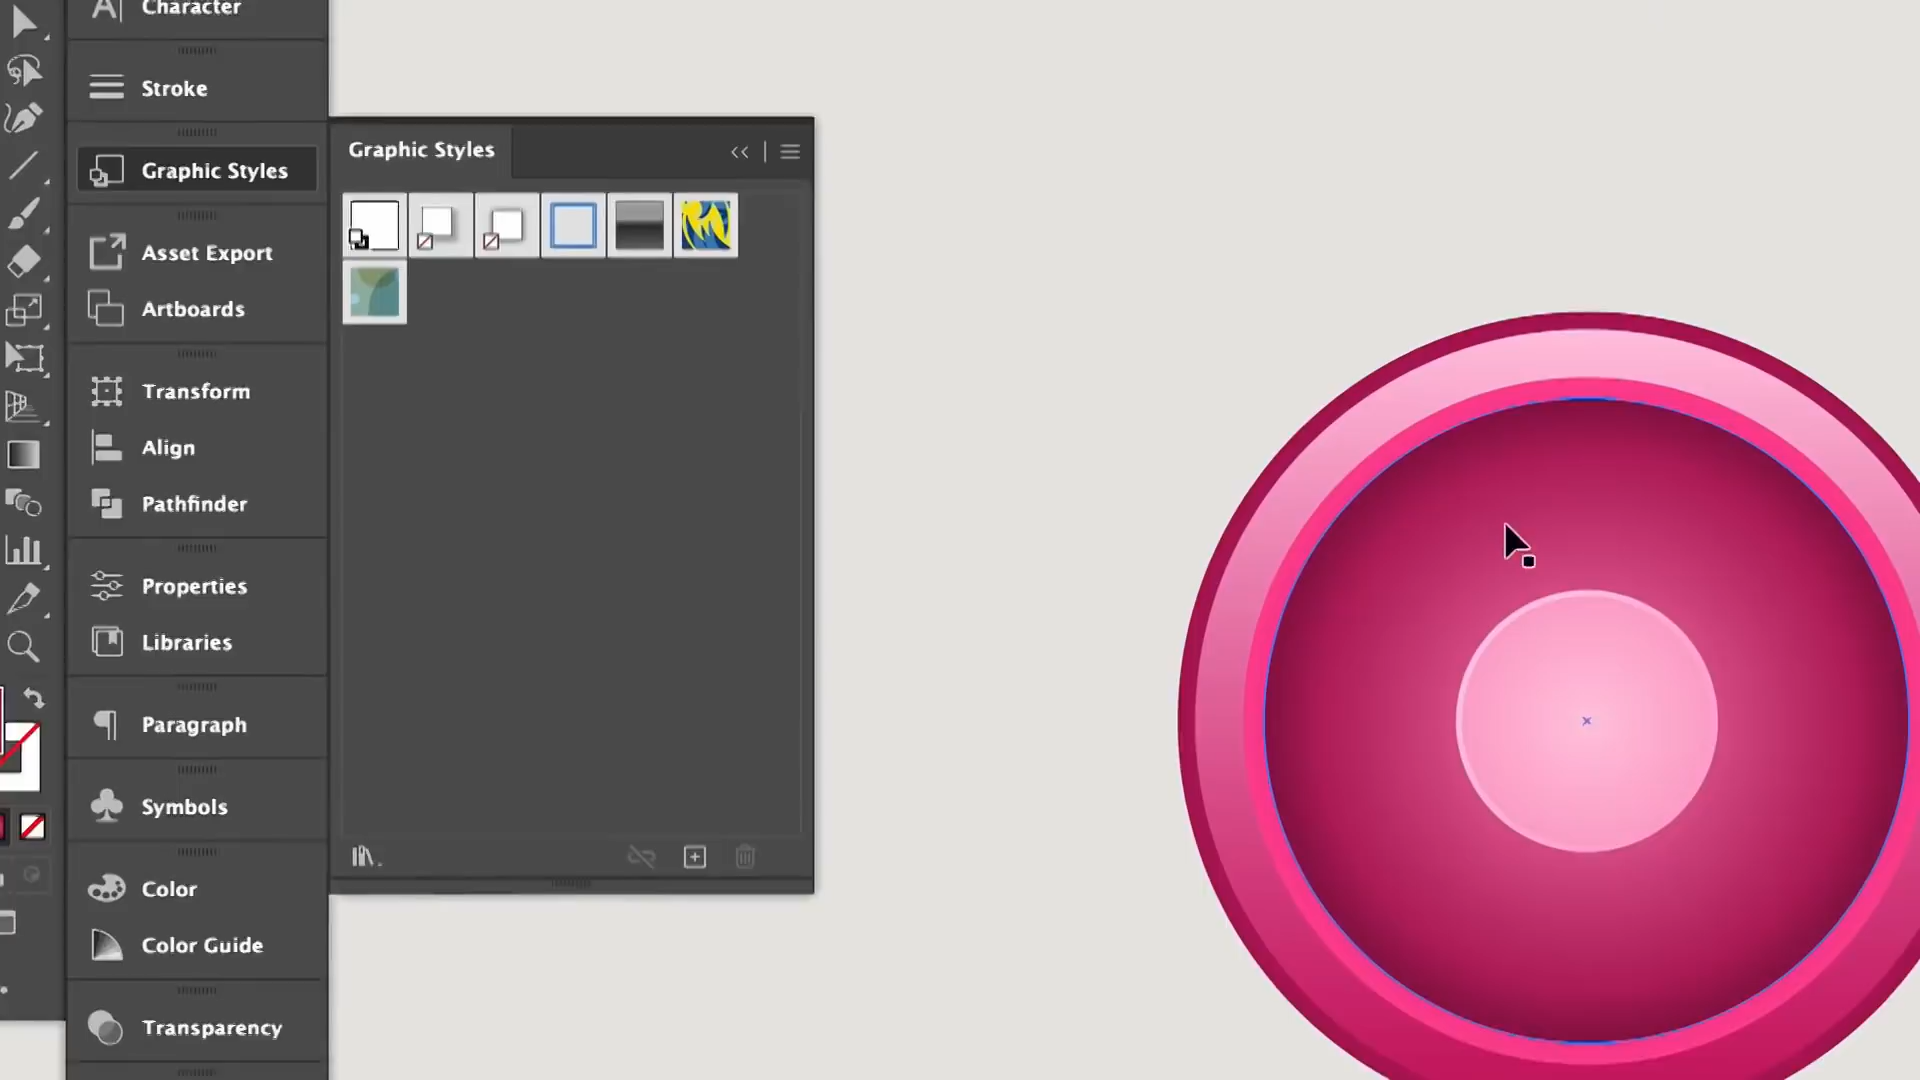 Character
Stroke
Graphic Styles
Asset Export
Artboards
Transform
Align
Pathfinder
Properties
Libraries
Paragraph
Symbols
Color
Color Guide
Transparency
Graphic Styles